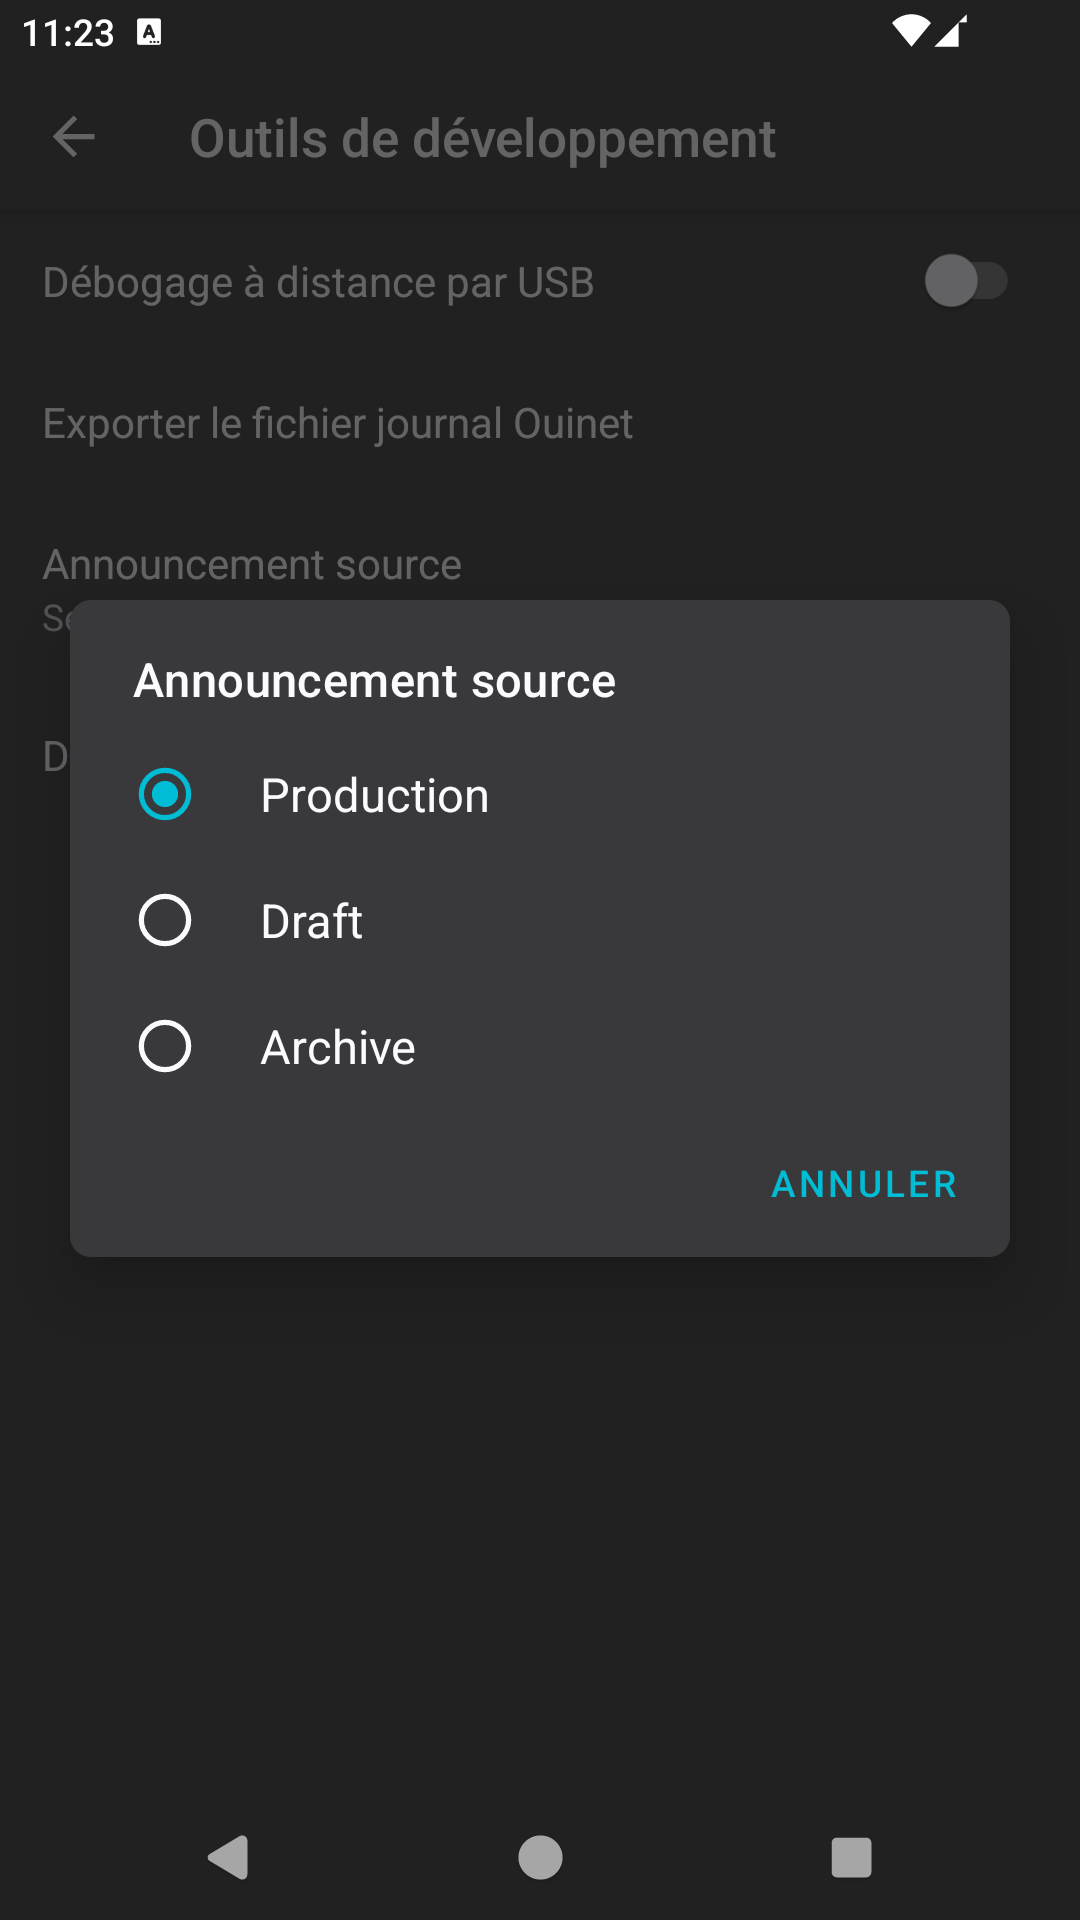 11:23
Outils de développement
Débogage à distance par USB
Exporter le fichier journal Ouinet
Announcement source
Announcement source
Production
Draft
Archive
ANNULER